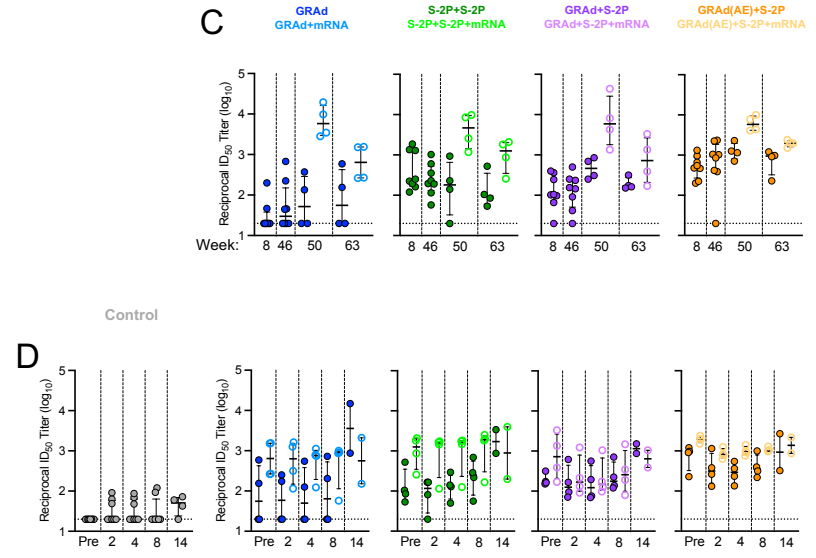 C
GRAd
GRAd+mRNA
S-2P+S-2P
S-2P+S-2P+mRNA
GRAd+S-2P
GRAd+S-2P+mRNA
GRAd(AE)+S-2P
GRAd(AE)+S-2P+mRNA
Reciprocal ID50 Titer (log10)
5
4
3
2
1
Week: 8 46 50 63
8 46 50 63
8 46 50 63
8 46 50 63
Control
D
Reciprocal ID50 Titer (log10)
5
4
3
2
1
Pre 2 4 8 14
Reciprocal ID50 Titer (log10)
5
4
3
2
1
Pre 2 4 8 14
Pre 2 4 8 14
Pre 2 4 8 14
Pre 2 4 8 14